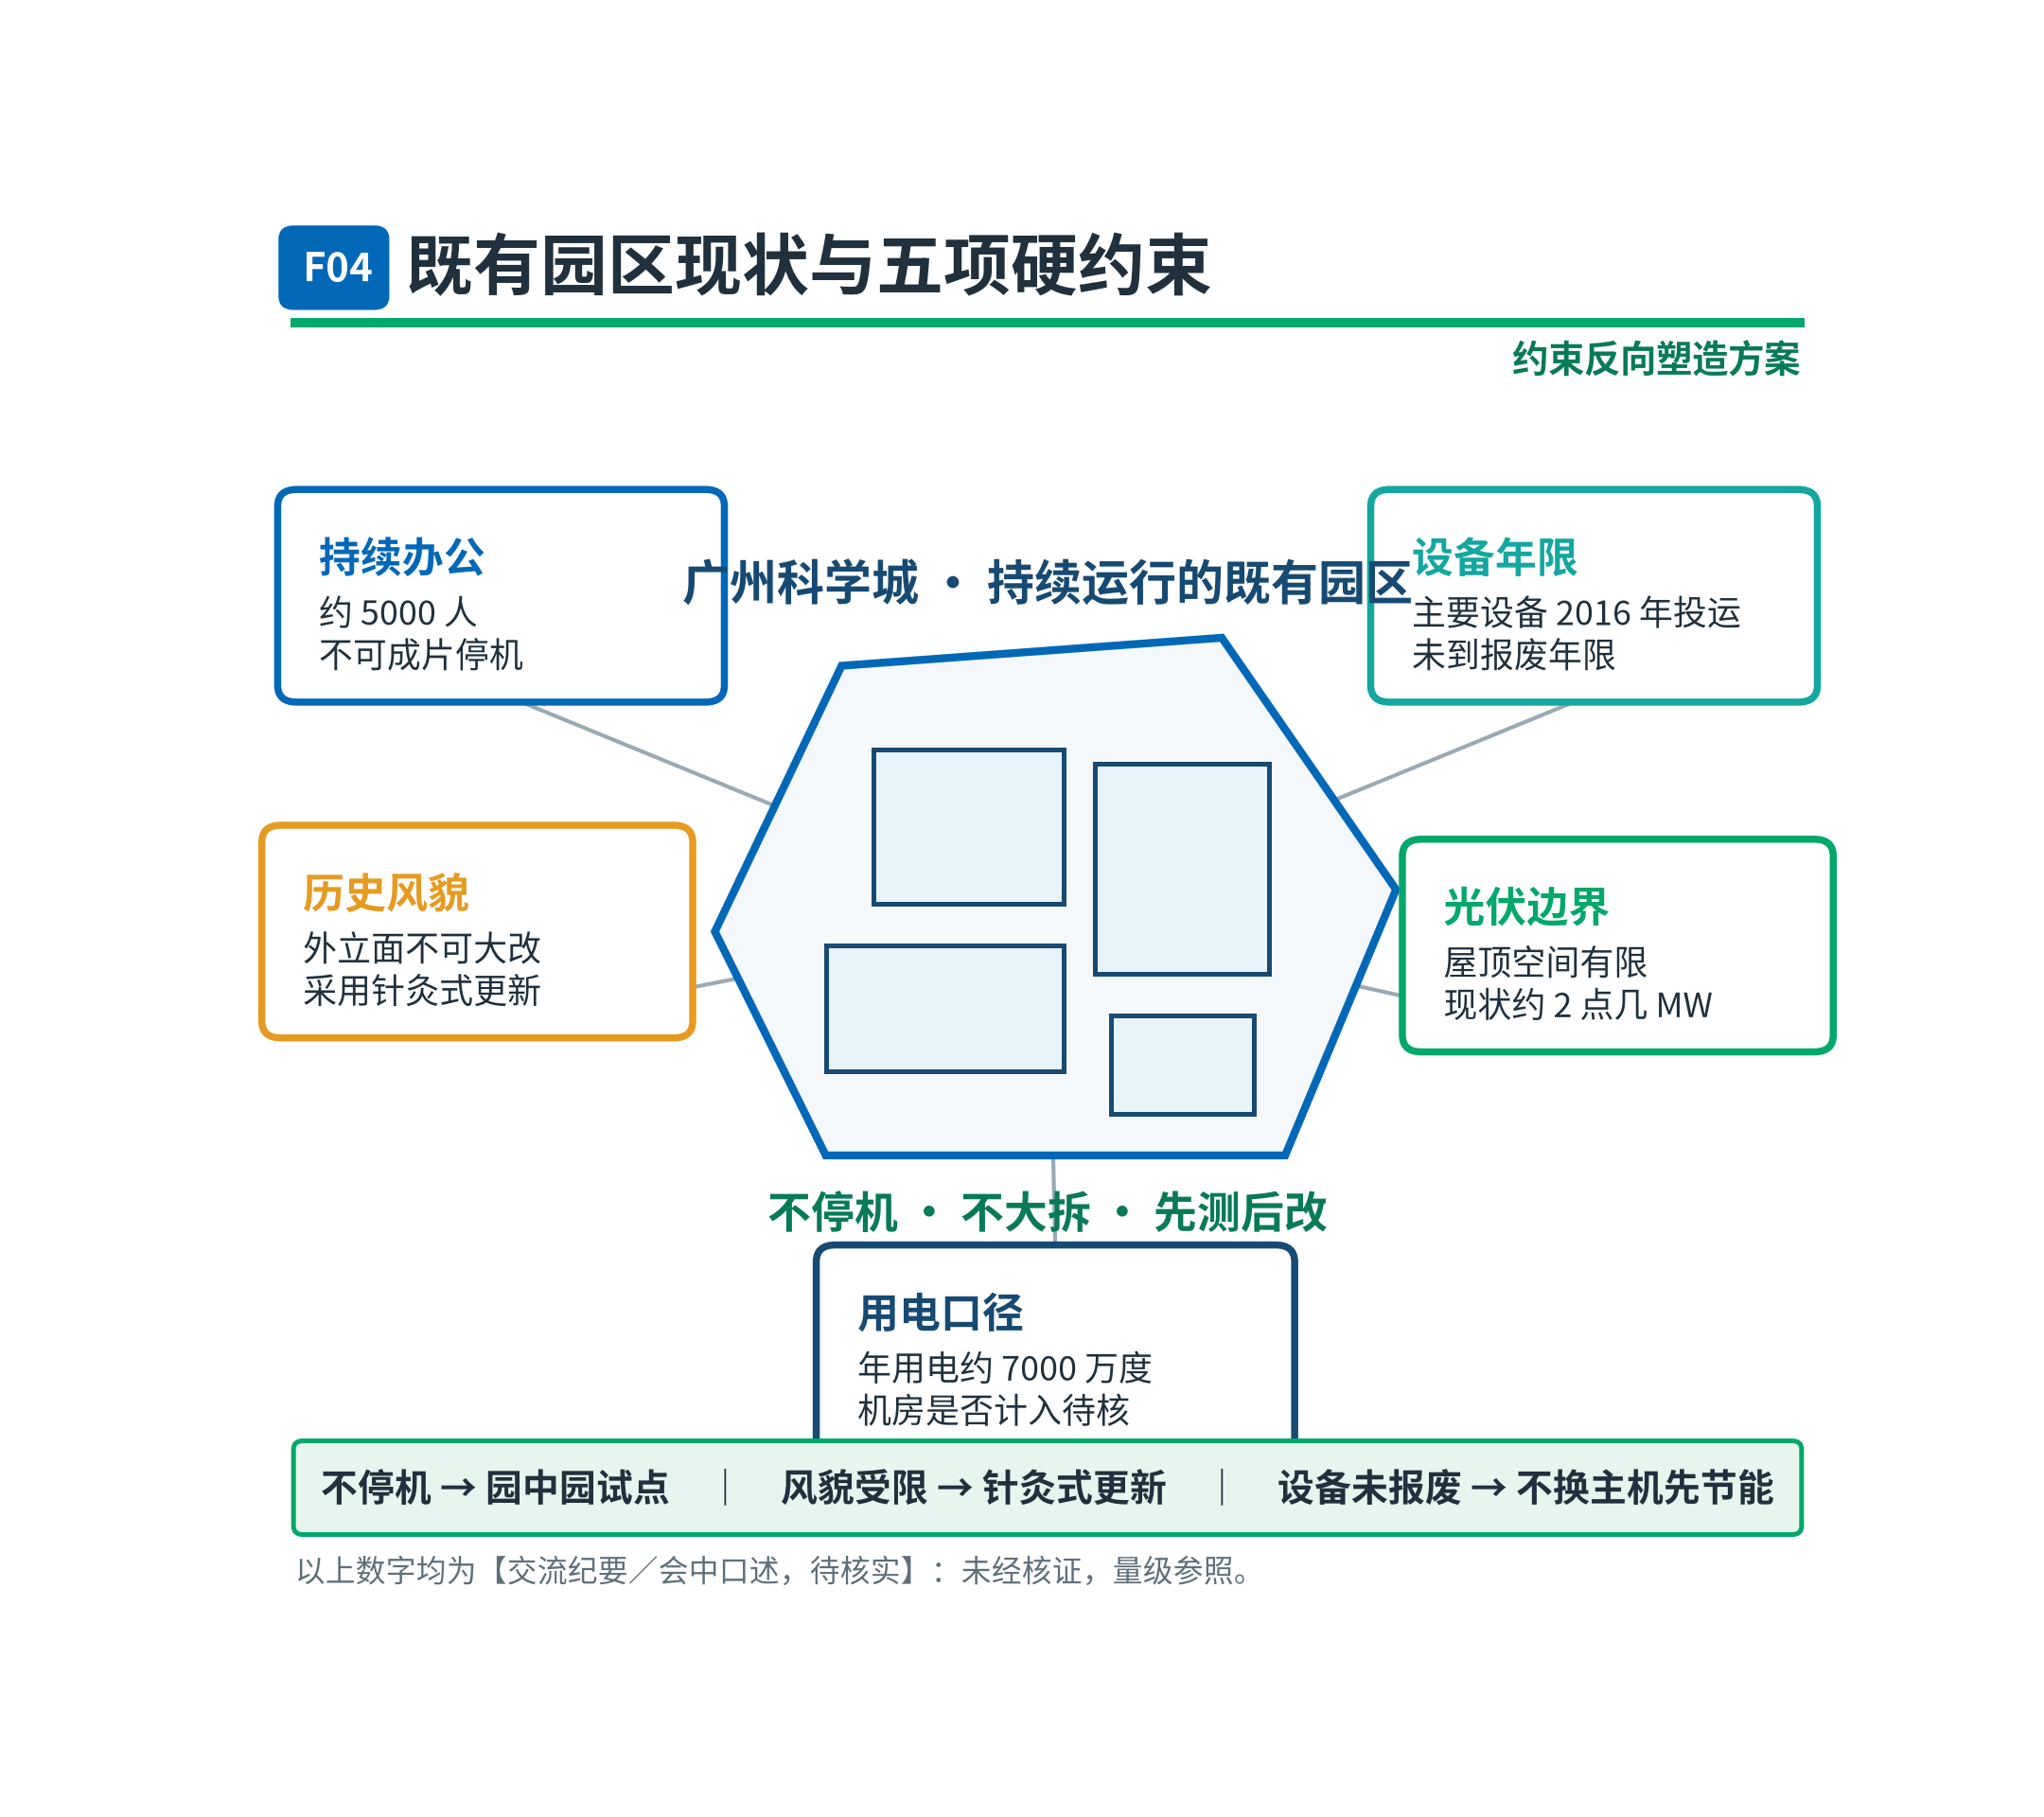 F04 既有园区现状与五项硬约束
约束反向塑造方案
广州科学城 · 持续运行的既有园区
持续办公
约 5000 人
不可成片停机
设备年限
主要设备 2016 年投运
未到报废年限
历史风貌
外立面不可大改
采用针灸式更新
光伏边界
屋顶空间有限
现状约 2 点几 MW
不停机 · 不大拆 · 先测后改
用电口径
年用电约 7000 万度
机房是否计入待核
不停机 → 园中园试点 ｜ 风貌受限 → 针灸式更新 ｜ 设备未报废 → 不换主机先节能
以上数字均为【交流纪要／会中口述，待核实】：未经核证，量级参照。